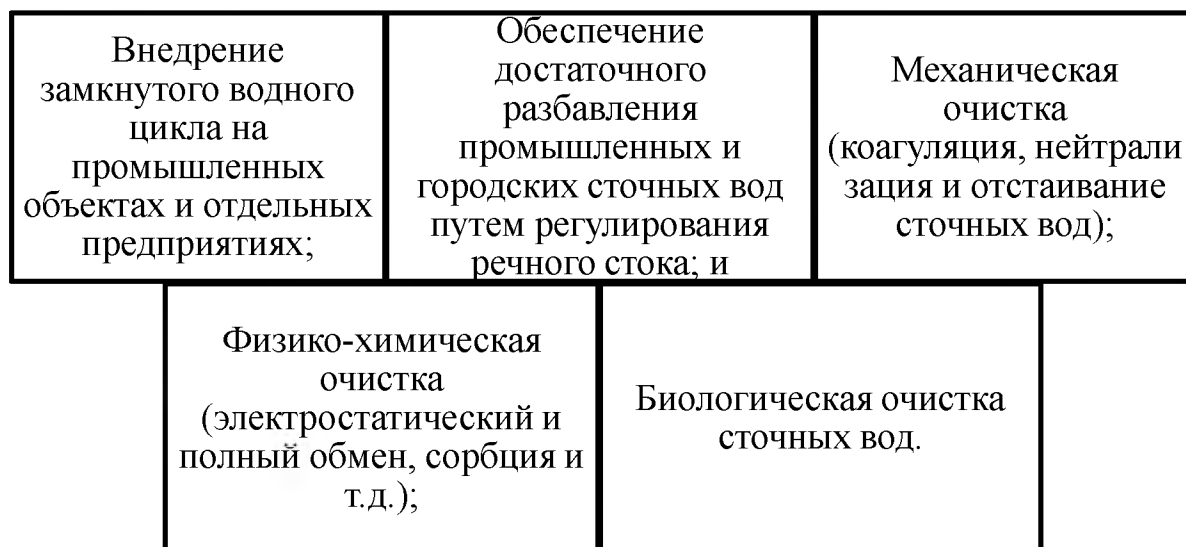 Внедрение
замкнутого водного
цикла на
промышленных
объектах и отдельных
предприятиях;
Обеспечение
достаточного
разбавления
промышленных и
городских сточных вод
путем регулирования
речного стока; и
Механическая
очистка
(коагуляция, нейтрали
зация и отстаивание
сточных вод);
Физико-химическая
очистка
(электростатический и
полный обмен, сорбция и
т.д.);
Биологическая очистка
сточных вод.